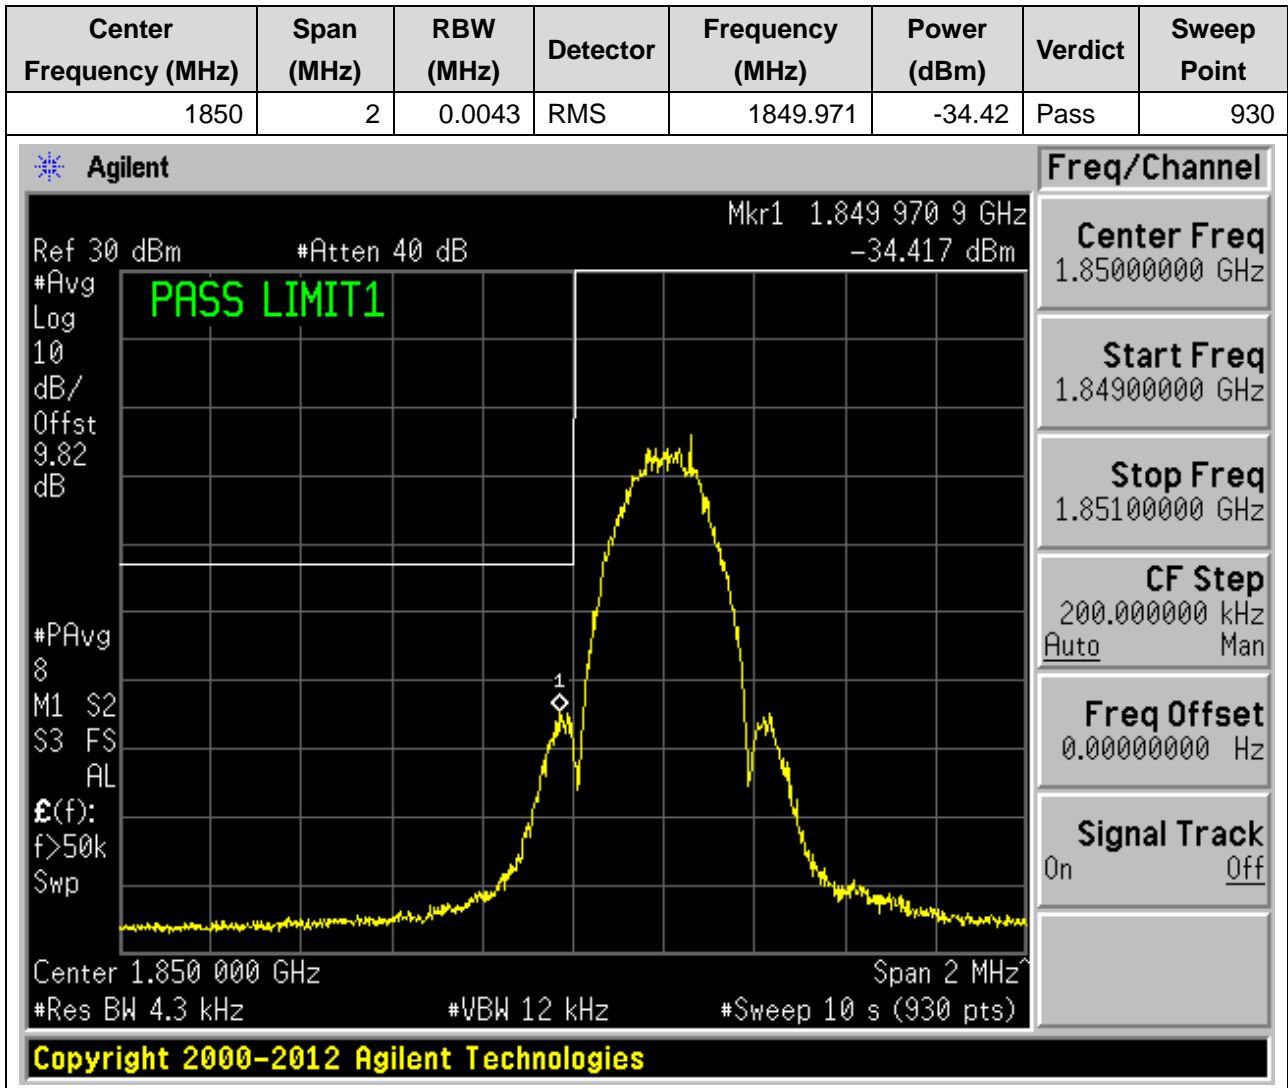 Center Frequency (MHz) Span (MHz) RBW (MHz) Detector Frequency (MHz) Power (dBm) Verdict Sweep Point
1850 2 0.0043 RMS 1849.971 -34.42 Pass 930
Agilent
Freq/Channel
Mkr1 1.849 970 9 GHz
Ref 30 dBm #Atten 40 dB -34.417 dBm
#Avg
Log
10
dB/
Offst
9.82
dB
PASS LIMIT1
#PAvg
8
M1 S2
S3 FS
AL
£(f):
f>50k
Swp
1
Center 1.850 000 GHz Span 2 MHz^
#Res BW 4.3 kHz #VBW 12 kHz #Sweep 10 s (930 pts)
Center Freq
1.85000000 GHz
Start Freq
1.84900000 GHz
Stop Freq
1.85100000 GHz
CF Step
200.000000 kHz
Auto Man
Freq Offset
0.00000000 Hz
Signal Track
On Off
Copyright 2000-2012 Agilent Technologies